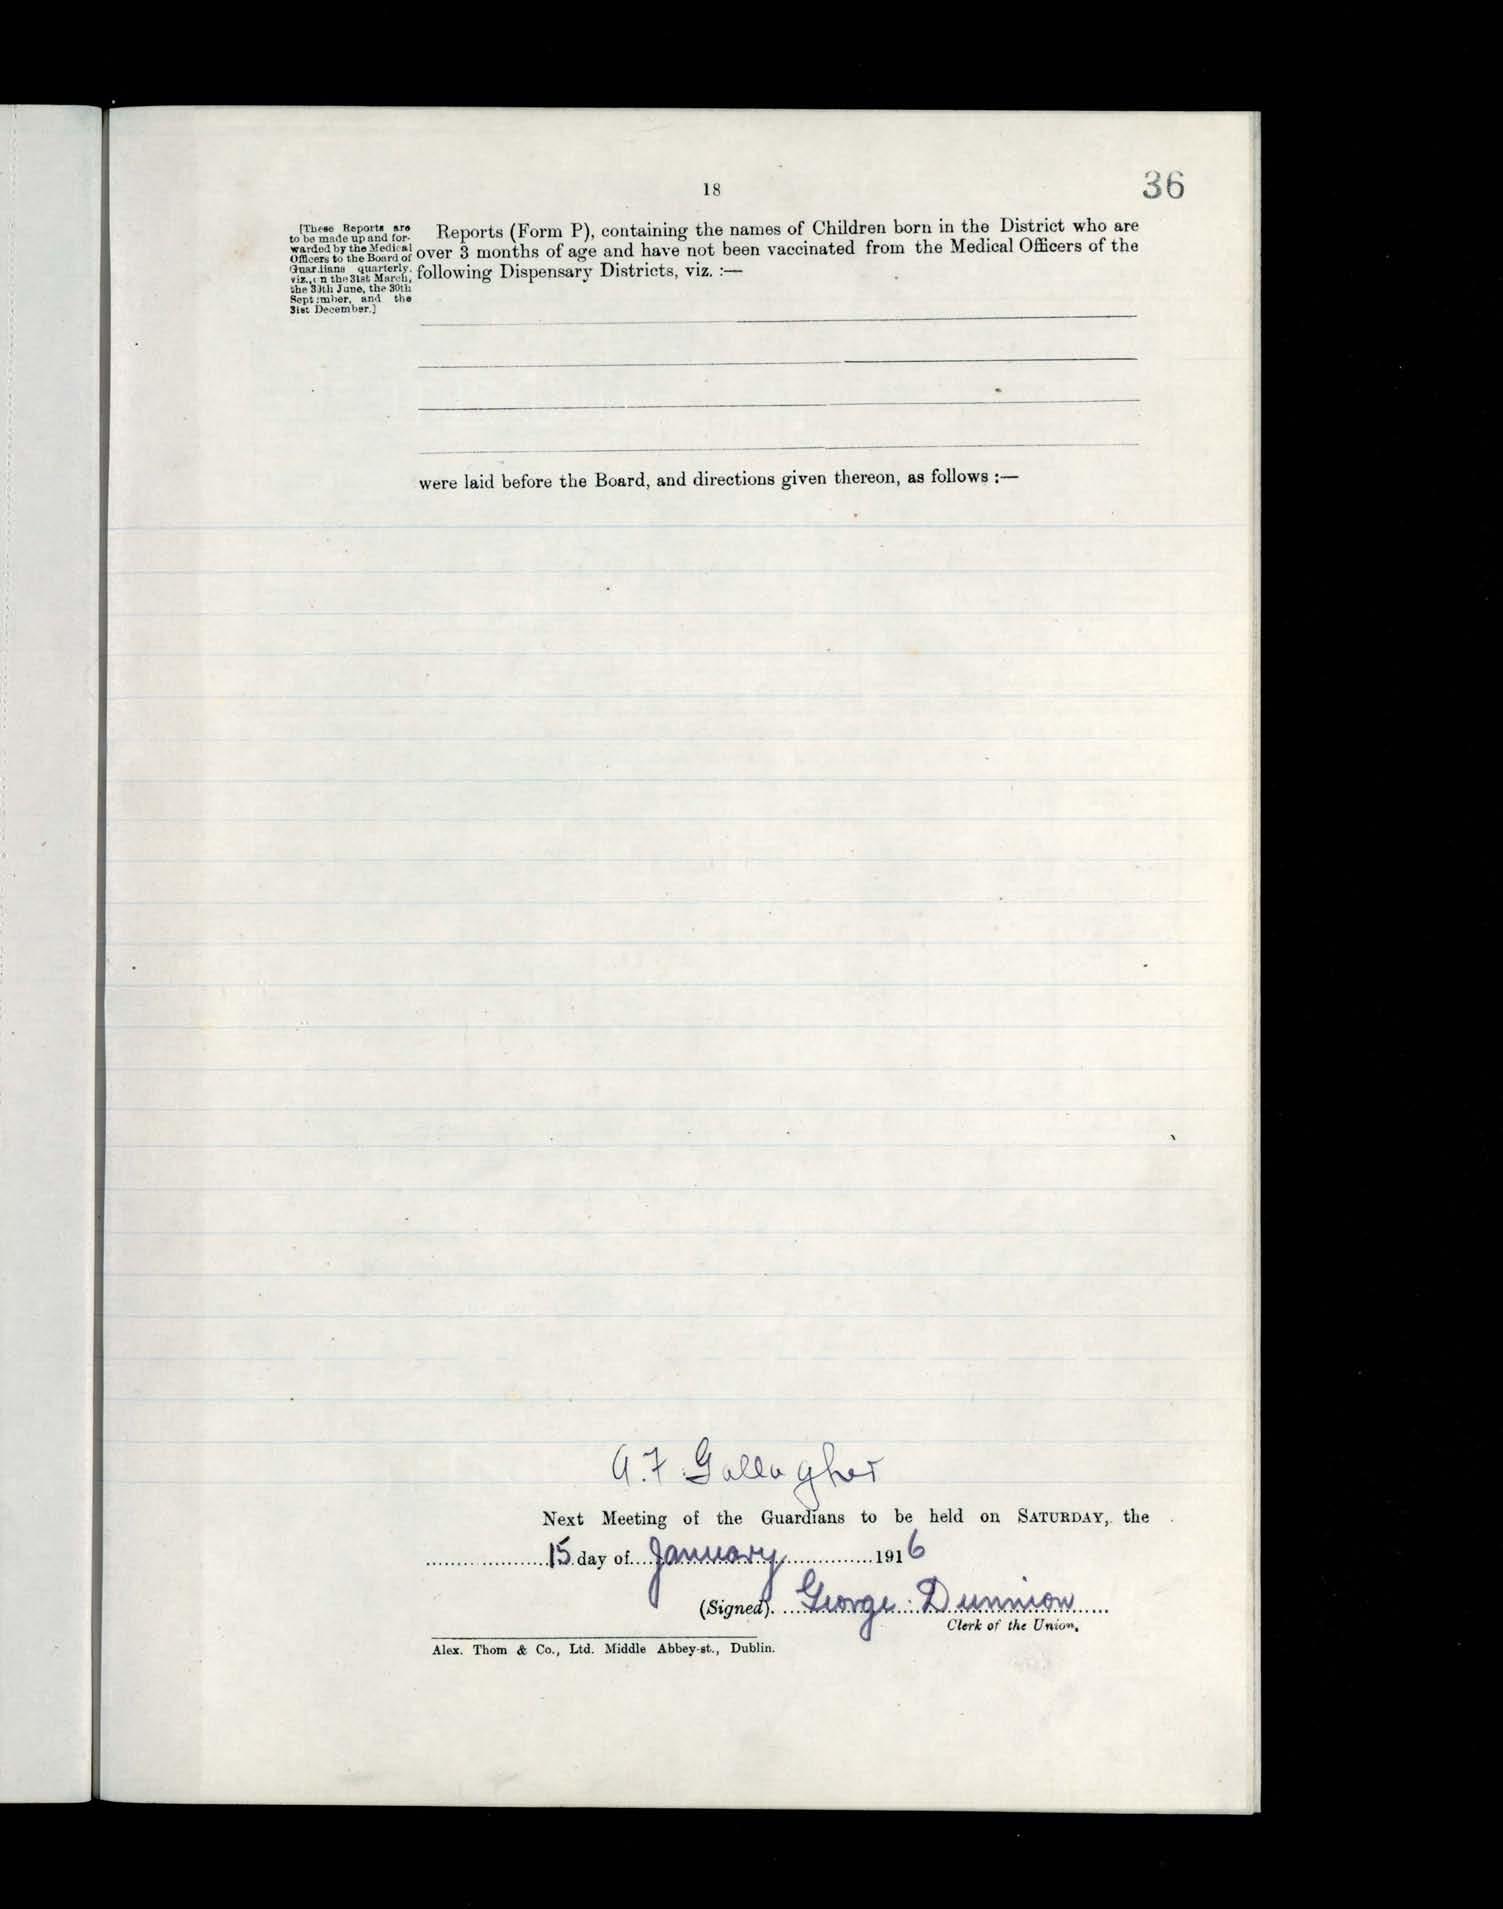 18
36
[These Reports are
to be made up and for-
warded by the Medical
Officers to the Board of
Guardians quarterly,
viz., on the 31st March,
the 30th June, the 30th
September, and the
31st December.]
Reports (Form P), containing the names of Children born in the District who are
over 3 months of age and have not been vaccinated from the Medical Officers of the
following Dispensary Districts, viz. :—
were laid before the Board, and directions given thereon, as follows :—
A. F. Gallagher
Next Meeting of the Guardians to be held on SATURDAY, the
15 day of January 1916
(Signed). George Dunnion
Clerk of the Union.
Alex. Thom & Co., Ltd. Middle Abbey-st., Dublin.